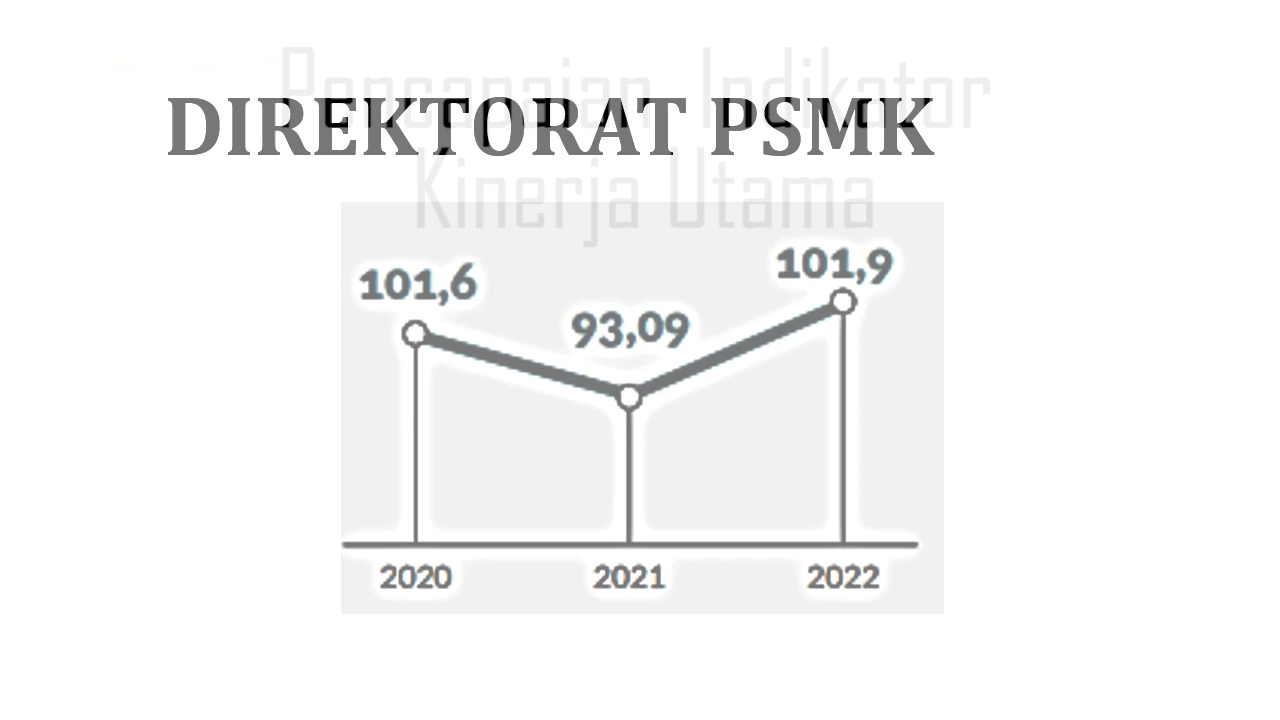 Pencapaian Indikator
DIREKTORAT PSMK
Kinerja Utama
101,6
93,09
101,9
2020
2021
2022